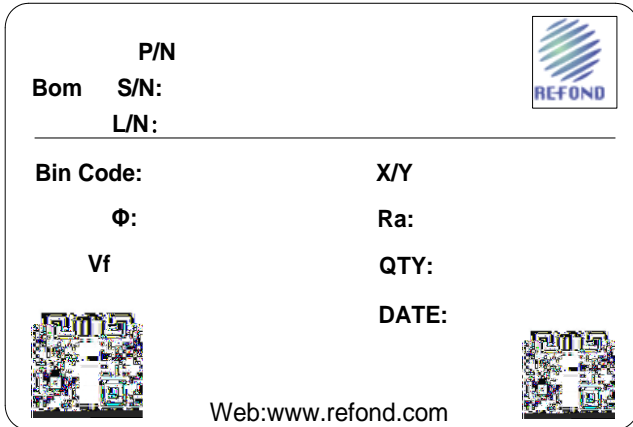 P/N
REFOND
Bom S/N:
L/N:
Bin Code: X/Y
Φ: Ra:
Vf QTY:
DATE:
Web:www.refond.com